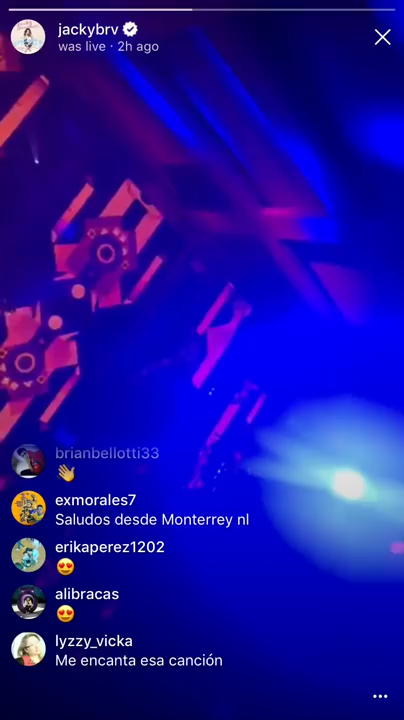 jackybrv
was live · 2h ago
brianbellotti33
👋
exmorales7
Saludos desde Monterrey nl
erikaperez1202
😍
alibracas
😍
lyzzy_vicka
Me encanta esa canción